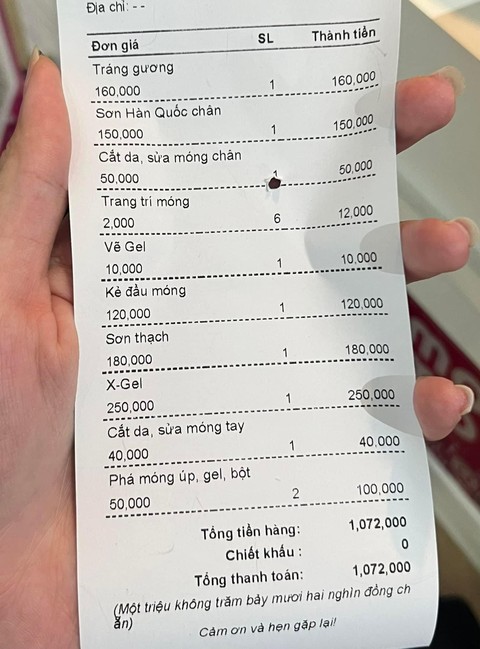 Địa chỉ: - -
Đơn giá SL Thành tiền
Tráng gương
160,000 1 160,000
Sơn Hàn Quốc chân
150,000 1 150,000
Cắt da, sửa móng chân
50,000 1 50,000
Trang trí móng
2,000 6 12,000
Vẽ Gel
10,000 1 10,000
Kẻ đầu móng
120,000 1 120,000
Sơn thạch
180,000 1 180,000
X-Gel
250,000 1 250,000
Cắt da, sửa móng tay
40,000 1 40,000
Phá móng úp, gel, bột
50,000 2 100,000
Tổng tiền hàng: 1,072,000
Chiết khấu : 0
Tổng thanh toán: 1,072,000
(Một triệu không trăm bảy mươi hai nghìn đồng ch
ẵn)
Cảm ơn và hẹn gặp lại!